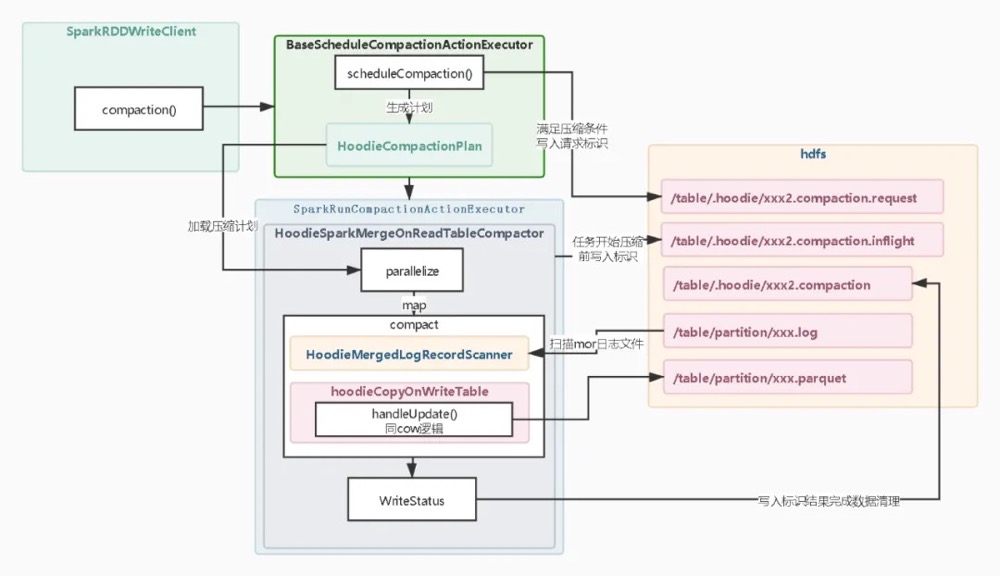 SparkRDDWriteClient
compaction()
BaseScheduleCompactionActionExecutor
scheduleCompaction()
生成计划
HoodieCompactionPlan
满足压缩条件
写入请求标识
加载压缩计划
SparkRunCompactionActionExecutor
HoodieSparkMergeOnReadTableCompactor
parallelize
map
compact
HoodieMergedLogRecordScanner
hoodieCopyOnWriteTable
handleUpdate()
同cow逻辑
WriteStatus
任务开始压缩
前写入标识
扫描mor日志文件
写入标识结果完成数据清理
hdfs
/table/.hoodie/xxx2.compaction.request
/table/.hoodie/xxx2.compaction.inflight
/table/.hoodie/xxx2.compaction
/table/partition/xxx.log
/table/partition/xxx.parquet